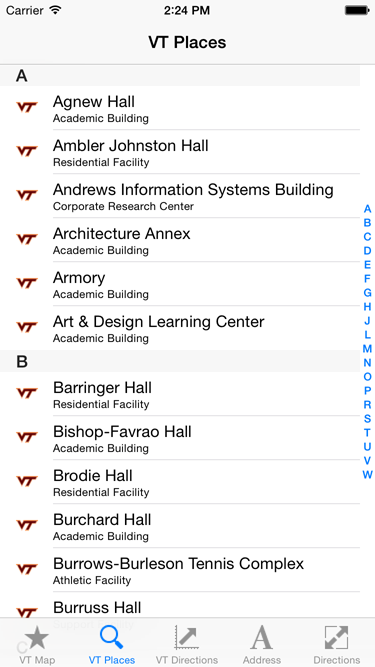 Carrier 2:24 PM
VT Places
A
VT Agnew Hall
Academic Building
VT Ambler Johnston Hall
Residential Facility
VT Andrews Information Systems Building
Corporate Research Center
VT Architecture Annex
Academic Building
VT Armory
Academic Building
VT Art & Design Learning Center
Academic Building
B
VT Barringer Hall
Residential Facility
VT Bishop-Favrao Hall
Academic Building
VT Brodie Hall
Residential Facility
VT Burchard Hall
Academic Building
VT Burrows-Burleson Tennis Complex
Athletic Facility
VT Burruss Hall
C
A
B
C
D
E
F
G
H
J
L
M
N
O
P
R
S
T
U
V
W
VT Map VT Places VT Directions A Address Directions